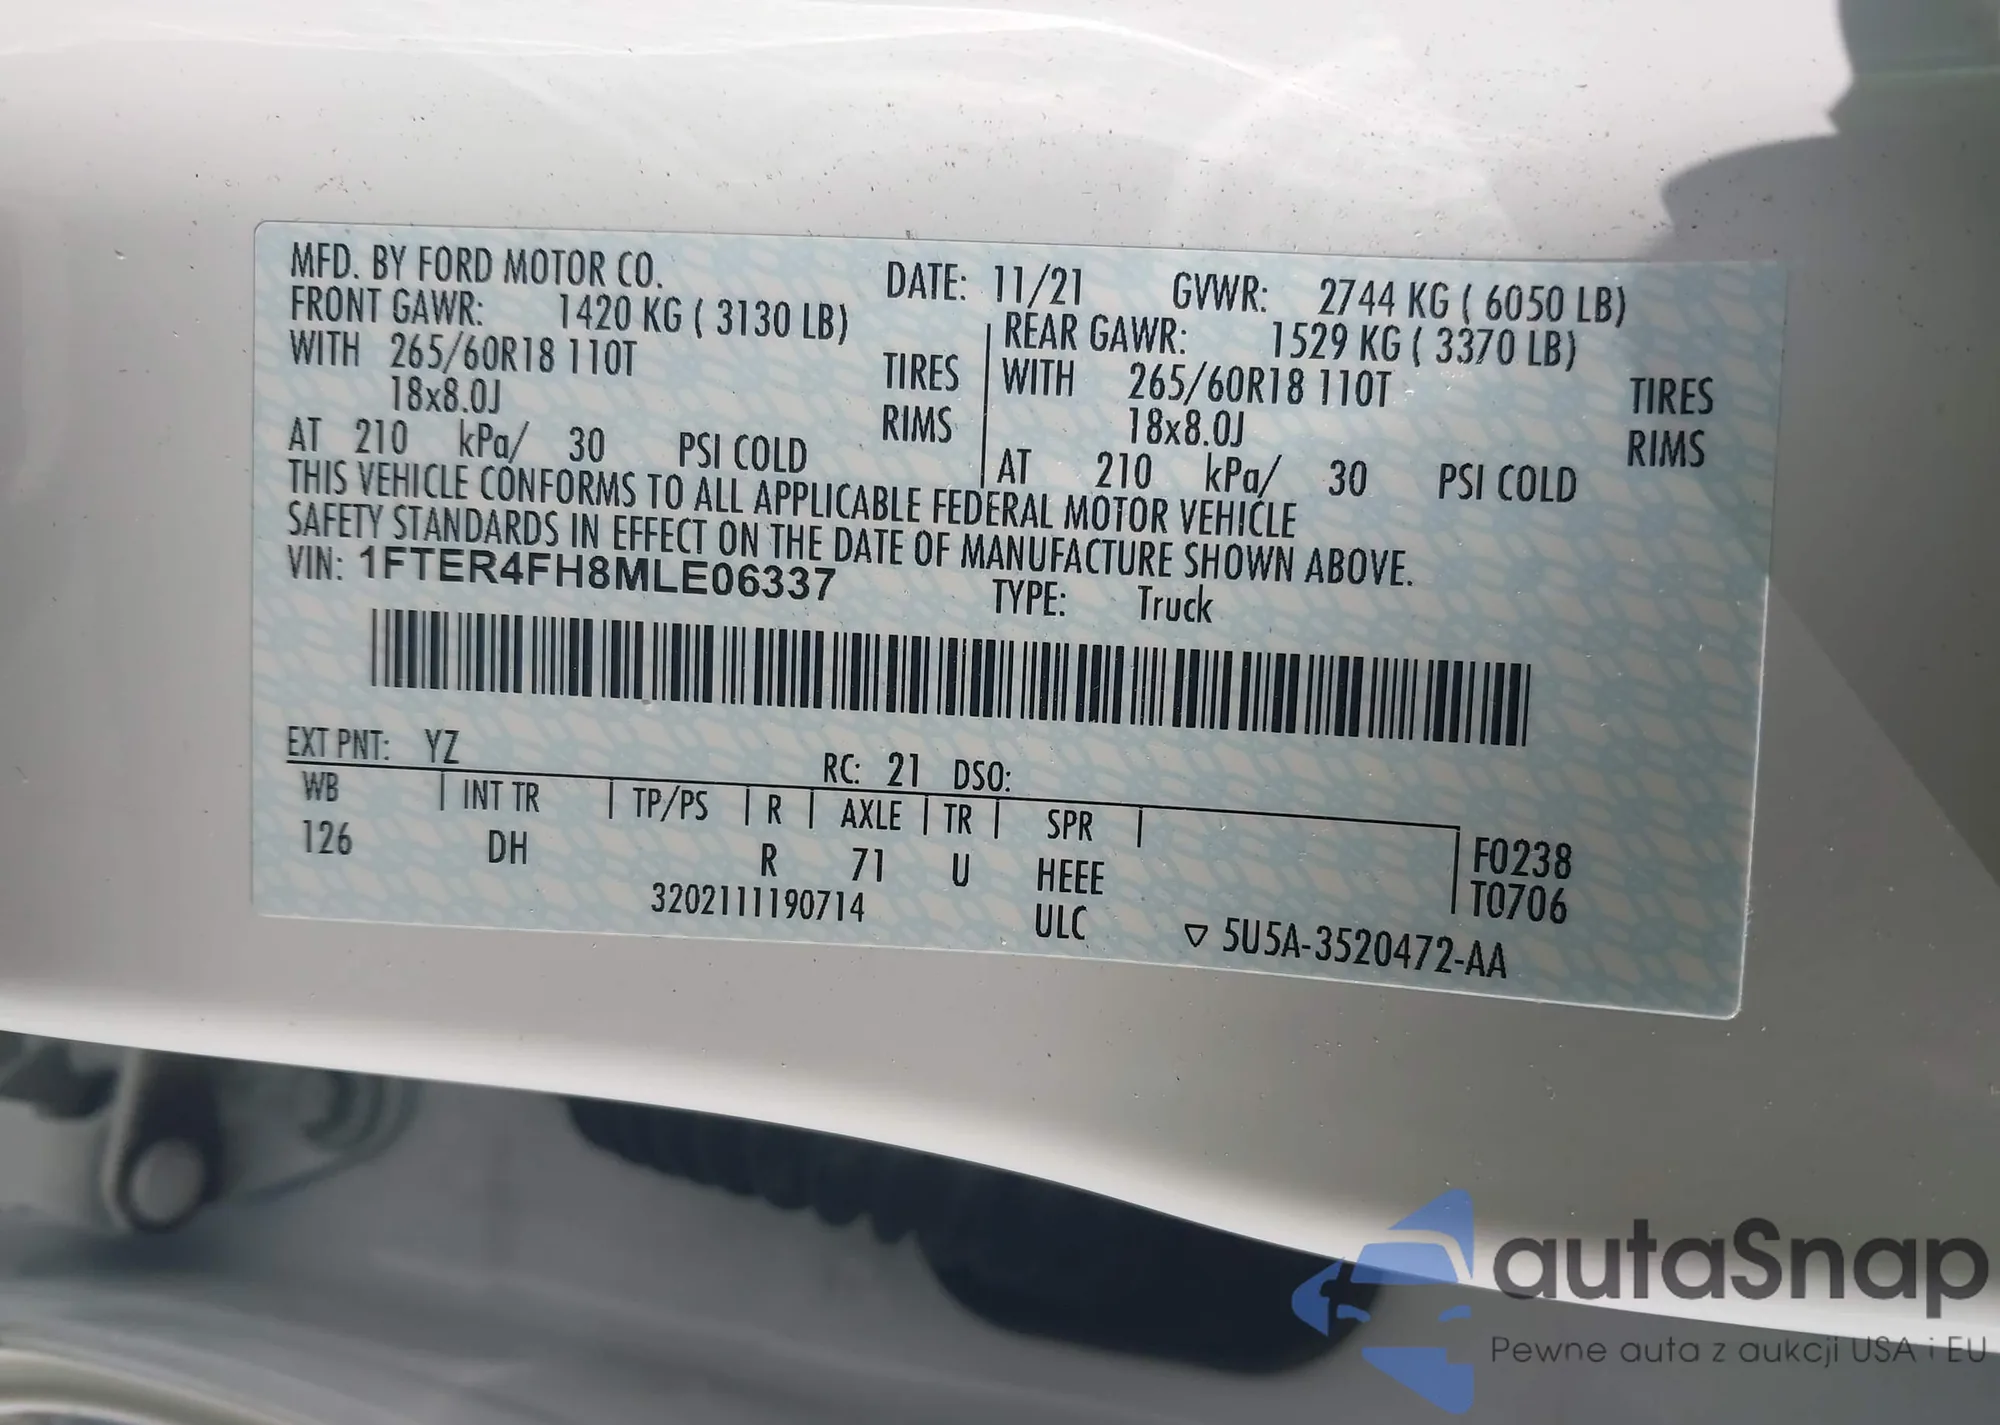 MFD. BY FORD MOTOR CO. DATE: 11/21 GVWR: 2744 KG ( 6050 LB)
FRONT GAWR: 1420 KG ( 3130 LB) REAR GAWR: 1529 KG ( 3370 LB)
WITH 265/60R18 110T TIRES WITH 265/60R18 110T TIRES
18x8.0J RIMS 18x8.0J RIMS
AT 210 kPa/ 30 PSI COLD AT 210 kPa/ 30 PSI COLD
THIS VEHICLE CONFORMS TO ALL APPLICABLE FEDERAL MOTOR VEHICLE
SAFETY STANDARDS IN EFFECT ON THE DATE OF MANUFACTURE SHOWN ABOVE.
VIN: 1FTER4FH8MLE06337 TYPE: Truck
EXT PNT: YZ RC: 21 DSO:
WB INT TR TP/PS R AXLE TR SPR
126 DH R 71 U HEEE F0238
3202111190714 ULC T0706
▽ 5U5A-3520472-AA
autaSnap
Pewne auta z aukcji USA i EU